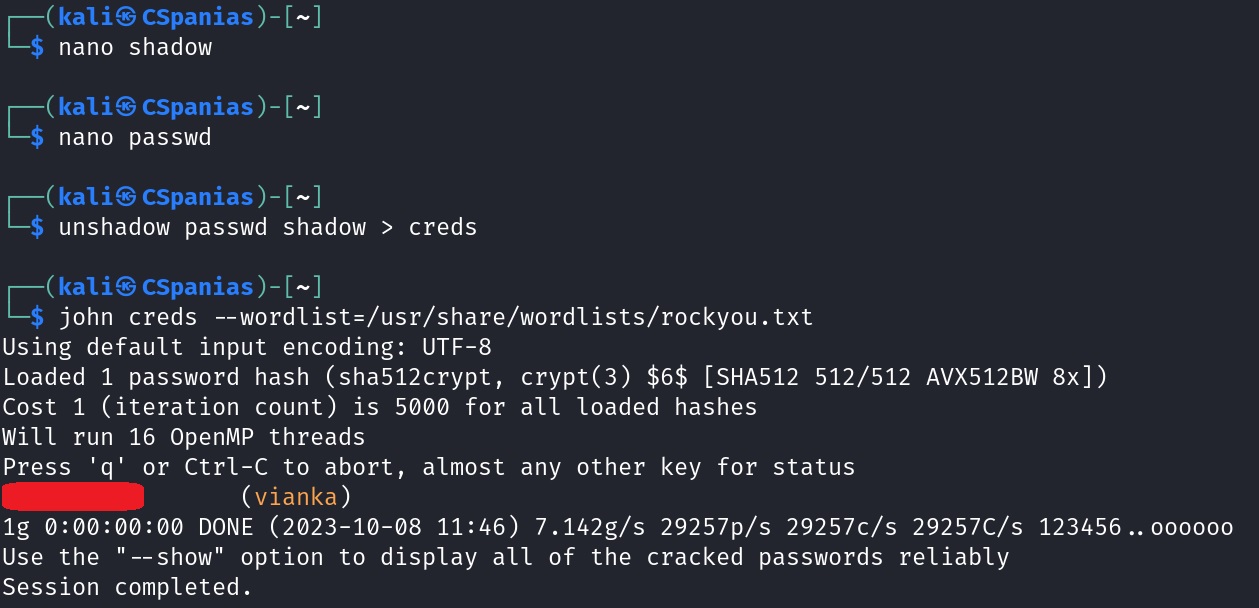 ┌──(kali㉿CSpanias)-[~]
└─$ nano shadow
┌──(kali㉿CSpanias)-[~]
└─$ nano passwd
┌──(kali㉿CSpanias)-[~]
└─$ unshadow passwd shadow > creds
┌──(kali㉿CSpanias)-[~]
└─$ john creds --wordlist=/usr/share/wordlists/rockyou.txt
Using default input encoding: UTF-8
Loaded 1 password hash (sha512crypt, crypt(3) $6$ [SHA512 512/512 AVX512BW 8x])
Cost 1 (iteration count) is 5000 for all loaded hashes
Will run 16 OpenMP threads
Press 'q' or Ctrl-C to abort, almost any other key for status
(vianka)
1g 0:00:00:00 DONE (2023-10-08 11:46) 7.142g/s 29257p/s 29257c/s 29257C/s 123456..oooooo
Use the "--show" option to display all of the cracked passwords reliably
Session completed.